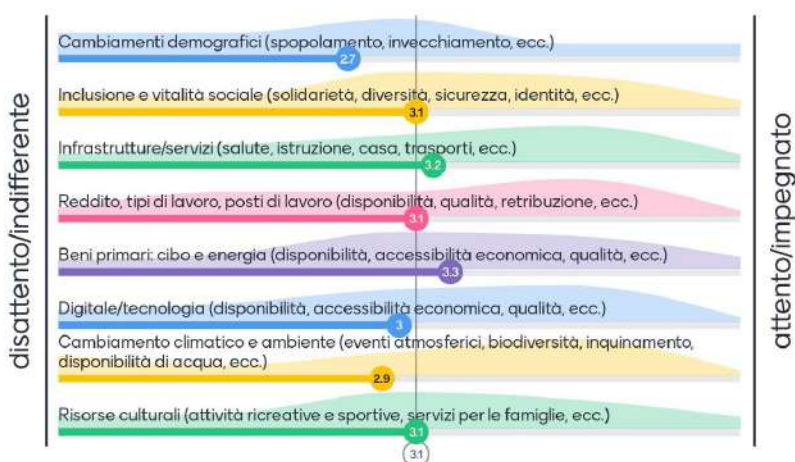 disattento/indifferente
Cambiamenti demografici (spopolamento, invecchiamento, ecc.)
2.7
Inclusione e vitalità sociale (solidarietà, diversità, sicurezza, identità, ecc.)
3.1
Infrastrutture/servizi (salute, istruzione, casa, trasporti, ecc.)
3.2
Reddito, tipi di lavoro, posti di lavoro (disponibilità, qualità, retribuzione, ecc.)
3.1
Beni primari: cibo e energia (disponibilità, accessibilità economica, qualità, ecc.)
3.3
Digitale/tecnologia (disponibilità, accessibilità economica, qualità, ecc.)
3
Cambiamento climatico e ambiente (eventi atmosferici, biodiversità, inquinamento,
disponibilità di acqua, ecc.)
2.9
Risorse culturali (attività ricreative e sportive, servizi per le famiglie, ecc.)
3.1
3.1
attento/impegnato